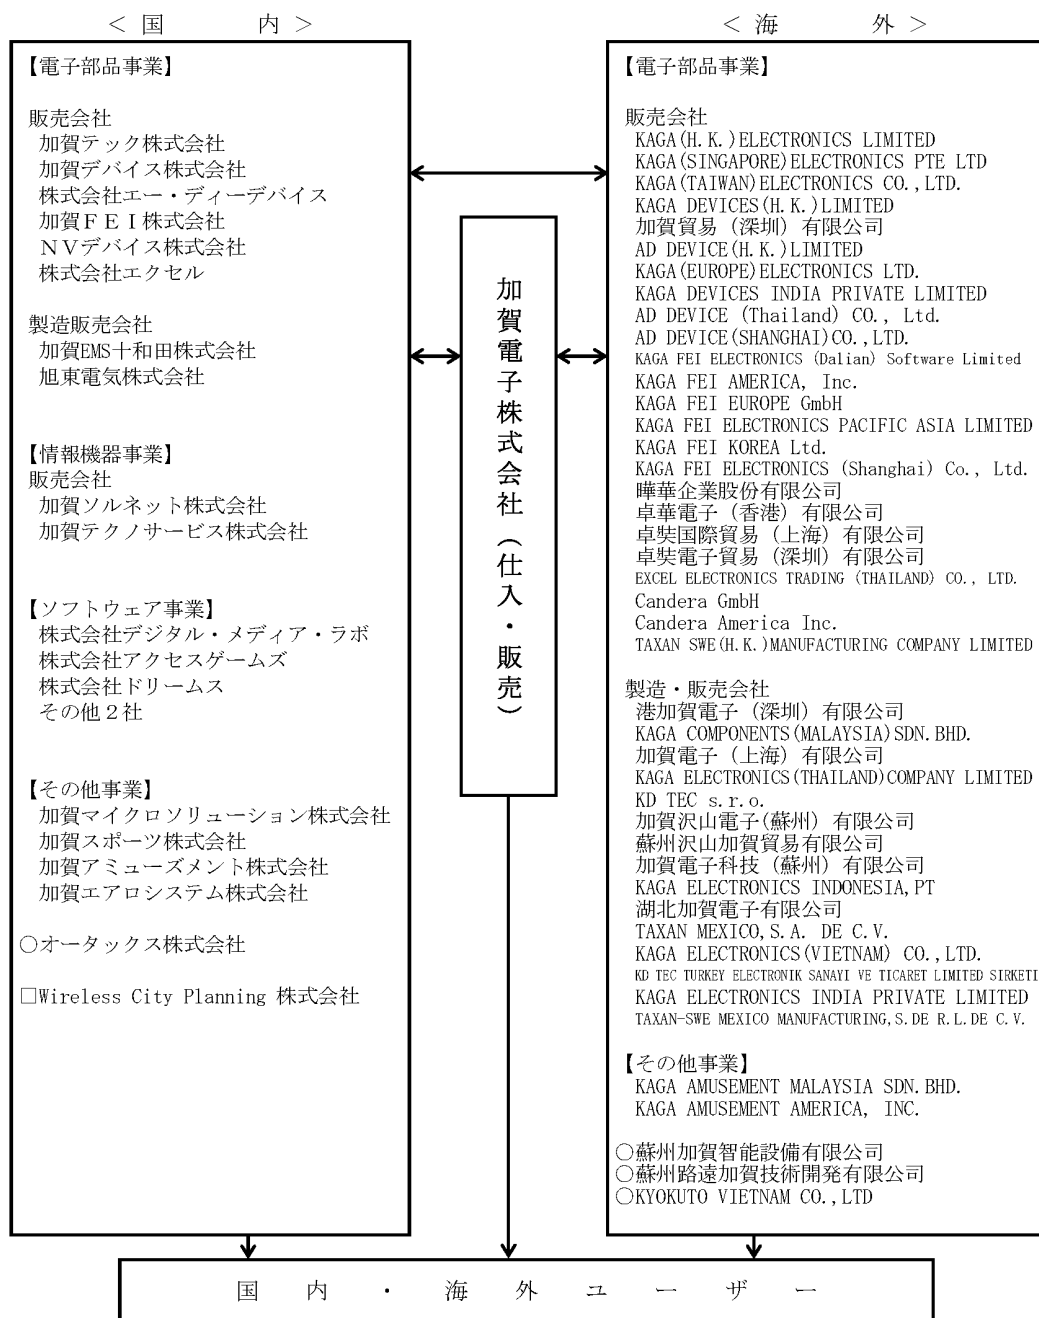 ＜ 国 内 ＞
【電子部品事業】
販売会社
加賀テック株式会社
加賀デバイス株式会社
株式会社エー・ディーデバイス
加賀ＦＥＩ株式会社
ＮＶデバイス株式会社
株式会社エクセル
製造販売会社
加賀EMS十和田株式会社
旭東電気株式会社
【情報機器事業】
販売会社
加賀ソルネット株式会社
加賀テクノサービス株式会社
【ソフトウェア事業】
株式会社デジタル・メディア・ラボ
株式会社アクセスゲームズ
株式会社ドリームス
その他２社
【その他事業】
加賀マイクロソリューション株式会社
加賀スポーツ株式会社
加賀アミューズメント株式会社
加賀エアロシステム株式会社
○オータックス株式会社
□Wireless City Planning 株式会社
加賀電子株式会社（仕入・販売）
＜ 海 外 ＞
【電子部品事業】
販売会社
KAGA(H.K.)ELECTRONICS LIMITED
KAGA(SINGAPORE)ELECTRONICS PTE LTD
KAGA(TAIWAN)ELECTRONICS CO.,LTD.
KAGA DEVICES(H.K.)LIMITED
加賀貿易（深圳）有限公司
AD DEVICE(H.K.)LIMITED
KAGA(EUROPE)ELECTRONICS LTD.
KAGA DEVICES INDIA PRIVATE LIMITED
AD DEVICE (Thailand) CO., Ltd.
AD DEVICE(SHANGHAI)CO.,LTD.
KAGA FEI ELECTRONICS (Dalian) Software Limited
KAGA FEI AMERICA, Inc.
KAGA FEI EUROPE GmbH
KAGA FEI ELECTRONICS PACIFIC ASIA LIMITED
KAGA FEI KOREA Ltd.
KAGA FEI ELECTRONICS (Shanghai) Co., Ltd.
曄華企業股份有限公司
卓華電子（香港）有限公司
卓奘国際貿易（上海）有限公司
卓奘電子貿易（深圳）有限公司
EXCEL ELECTRONICS TRADING (THAILAND) CO., LTD.
Candera GmbH
Candera America Inc.
TAXAN SWE(H.K.)MANUFACTURING COMPANY LIMITED
製造・販売会社
港加賀電子（深圳）有限公司
KAGA COMPONENTS(MALAYSIA)SDN.BHD.
加賀電子（上海）有限公司
KAGA ELECTRONICS(THAILAND)COMPANY LIMITED
KD TEC s.r.o.
加賀沢山電子(蘇州）有限公司
蘇州沢山加賀貿易有限公司
加賀電子科技（蘇州）有限公司
KAGA ELECTRONICS INDONESIA,PT
湖北加賀電子有限公司
TAXAN MEXICO,S.A. DE C.V.
KAGA ELECTRONICS(VIETNAM) CO.,LTD.
KD TEC TURKEY ELECTRONIK SANAYI VE TICARET LIMITED SIRKETI
KAGA ELECTRONICS INDIA PRIVATE LIMITED
TAXAN-SWE MEXICO MANUFACTURING,S.DE R.L.DE C.V.
【その他事業】
KAGA AMUSEMENT MALAYSIA SDN.BHD.
KAGA AMUSEMENT AMERICA, INC.
○蘇州加賀智能設備有限公司
○蘇州路遠加賀技術開発有限公司
○KYOKUTO VIETNAM CO.,LTD
国 内 ・ 海 外 ユ ー ザ ー